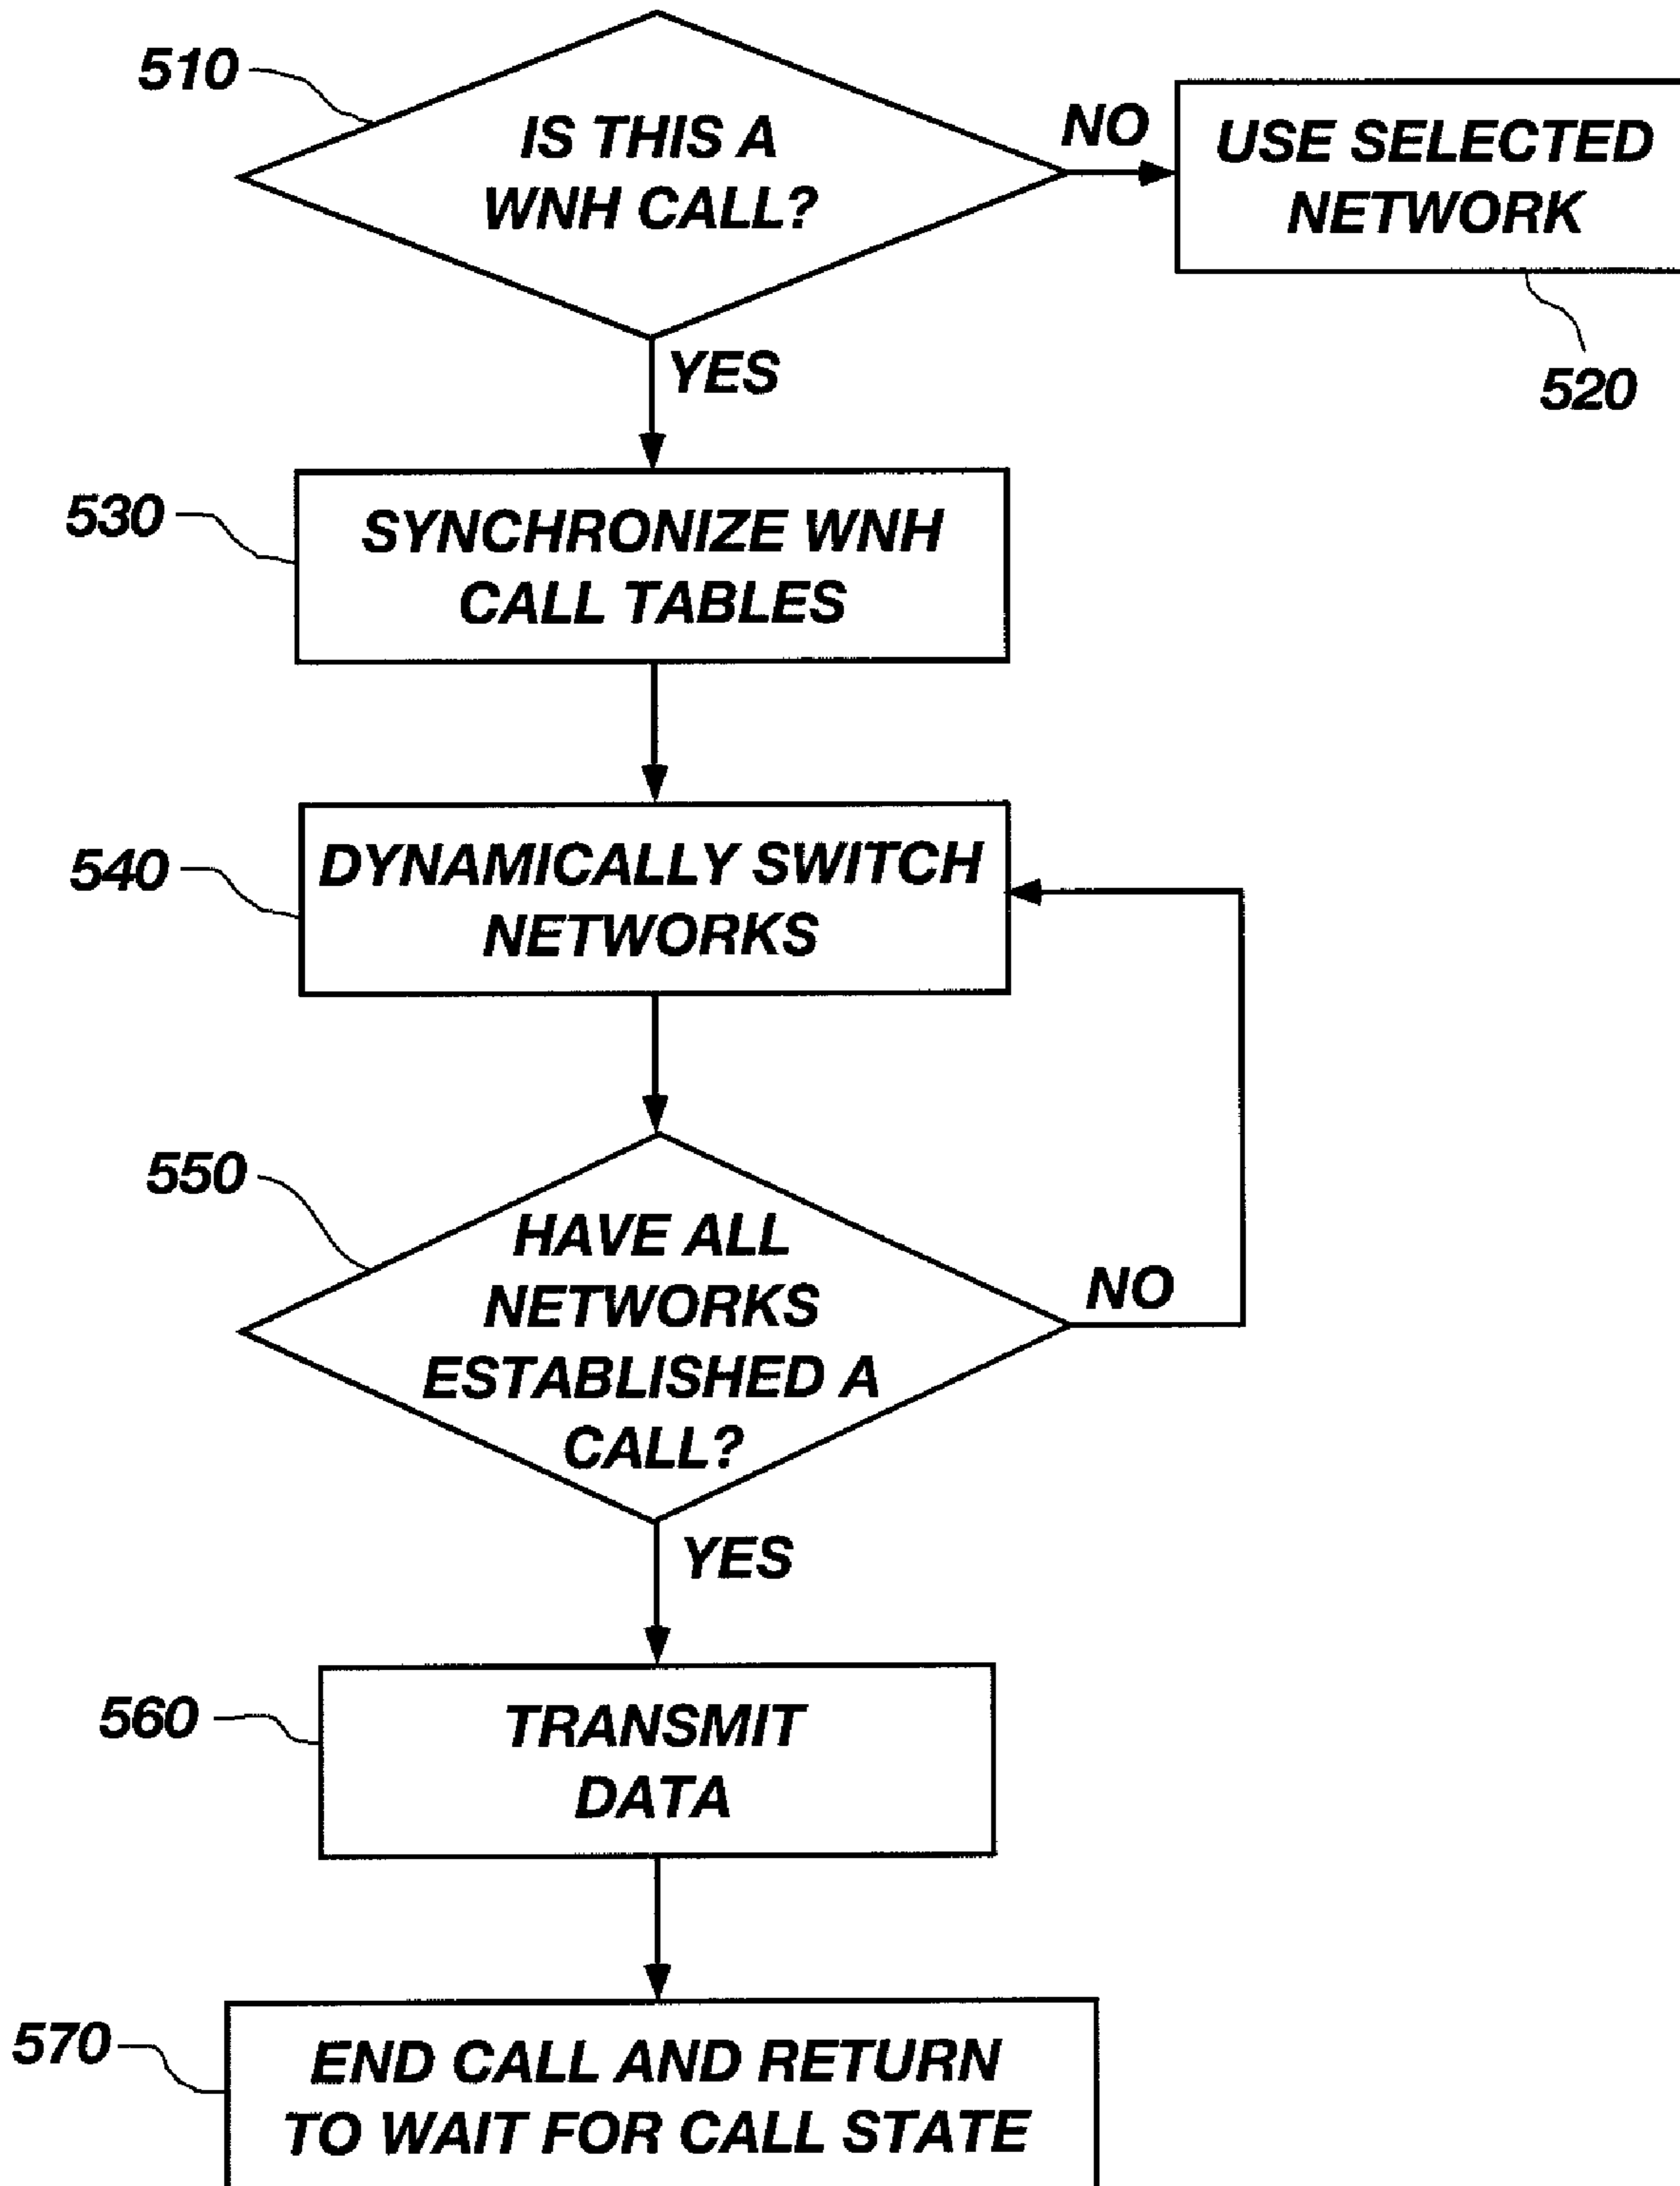 510
IS THIS A
WNH CALL?
NO
USE SELECTED
NETWORK
520
YES
530
SYNCHRONIZE WNH
CALL TABLES
540
DYNAMICALLY SWITCH
NETWORKS
550
HAVE ALL
NETWORKS
ESTABLISHED A
CALL?
NO
YES
560
TRANSMIT
DATA
570
END CALL AND RETURN
TO WAIT FOR CALL STATE